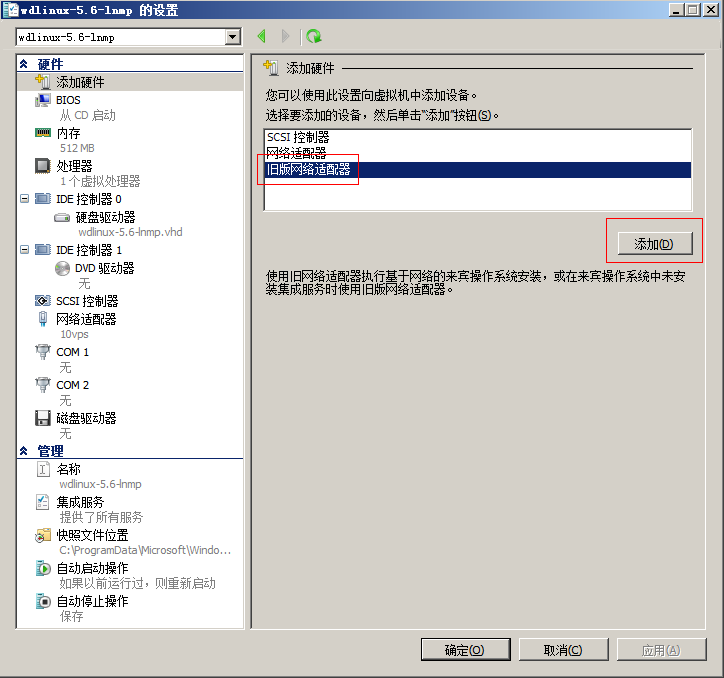 wdlinux-5.6-lnmp 的设置
wdlinux-5.6-lnmp
硬件
添加硬件
BIOS
从 CD 启动
内存
512 MB
处理器
1 个虚拟处理器
IDE 控制器 0
硬盘驱动器
wdlinux-5.6-lnmp.vhd
IDE 控制器 1
DVD 驱动器
无
SCSI 控制器
网络适配器
10vps
COM 1
无
COM 2
无
磁盘驱动器
无
管理
名称
wdlinux-5.6-lnmp
集成服务
提供了所有服务
快照文件位置
C:\ProgramData\Microsoft\Windo...
自动启动操作
如果以前运行过，则重新启动
自动停止操作
保存
添加硬件
您可以使用此设置向虚拟机中添加设备。
选择要添加的设备，然后单击“添加”按钮(S)。
SCSI 控制器
网络适配器
旧版网络适配器
添加(D)
使用旧网络适配器执行基于网络的来宾操作系统安装，或在来宾操作系统中未安
装集成服务时使用旧版网络适配器。
确定(O)
取消(C)
应用(A)